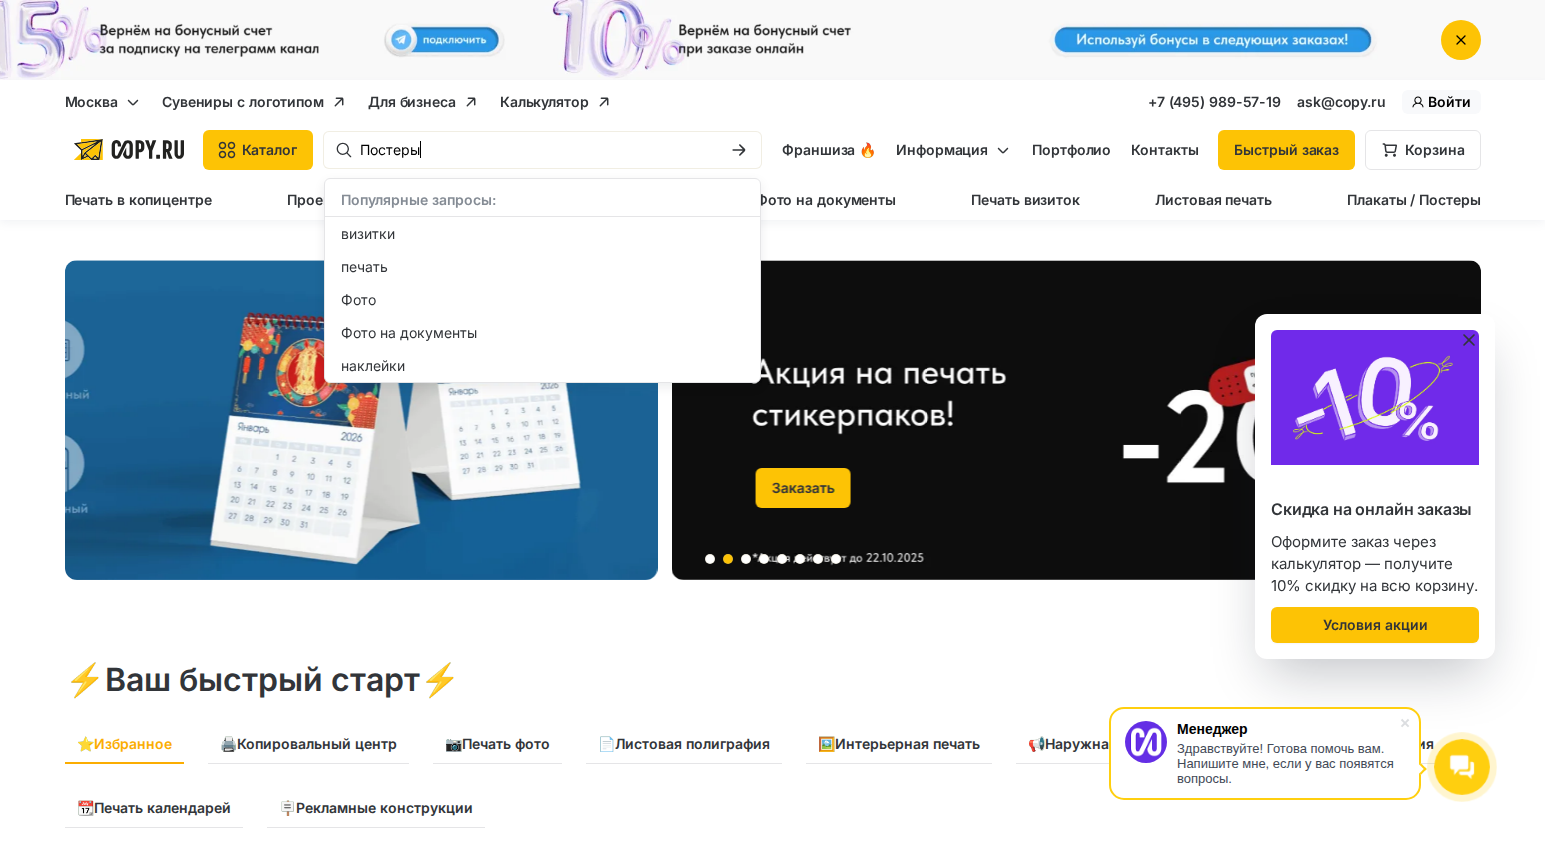 15%
Вернём на бонусный счет
за подписку на телеграмм канал
подключить
10%
Вернём на бонусный счет
при заказе онлайн
Используй бонусы в следующих заказах!
Москва
Сувениры с логотипом
Для бизнеса
Калькулятор
+7 (495) 989-57-19
ask@copy.ru
Войти
COPY.RU
Каталог
Постеры
Франшиза 🔥
Информация
Портфолио
Контакты
Быстрый заказ
Корзина
Печать в копицентре
Прое
Фото на документы
Печать визиток
Листовая печать
Плакаты / Постеры
Популярные запросы:
визитки
печать
Фото
Фото на документы
наклейки
Январь
2026
Январь
2026
Акция на печать
стикерпаков!
-20
Заказать
*Акция действует до 22.10.2025
-10%
Скидка на онлайн заказы
Оформите заказ через
калькулятор — получите
10% скидку на всю корзину.
Условия акции
⚡Ваш быстрый старт⚡
⭐Избранное
🖨️Копировальный центр
📷Печать фото
📄Листовая полиграфия
🖼️Интерьерная печать
📢Наружна
📆Печать календарей
🪧Рекламные конструкции
Менеджер
Здравствуйте! Готова помочь вам.
Напишите мне, если у вас появятся
вопросы.